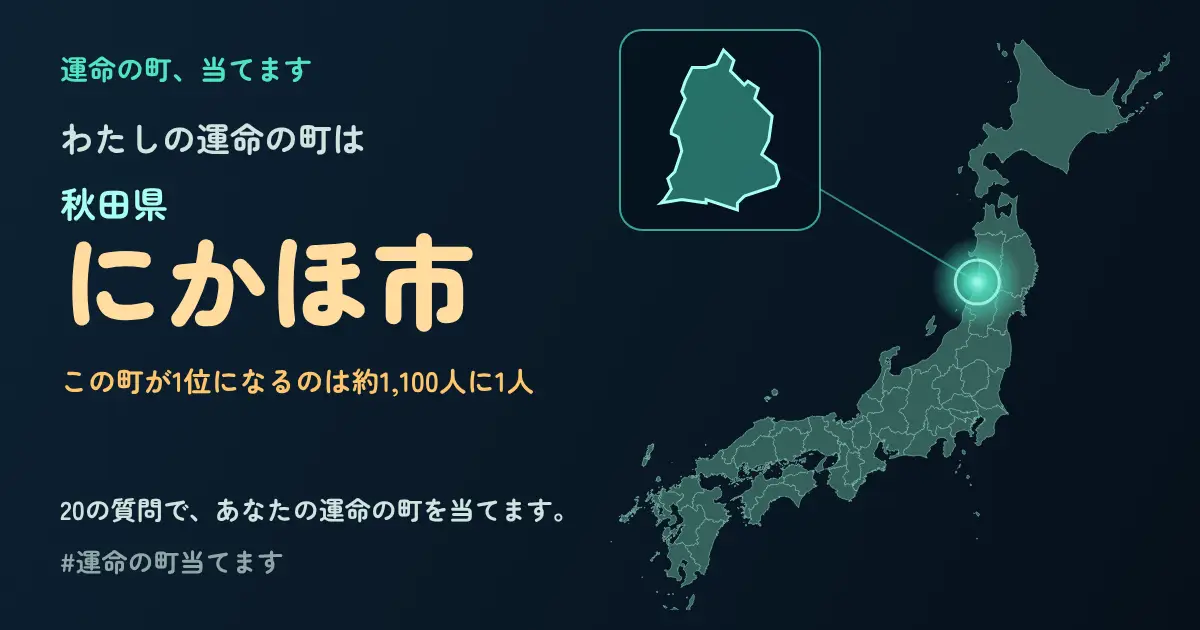 運命の町、当てます
わたしの運命の町は
秋田県
にかほ市
この町が1位になるのは約1,100人に1人
20の質問で、あなたの運命の町を当てます。
#運命の町当てます